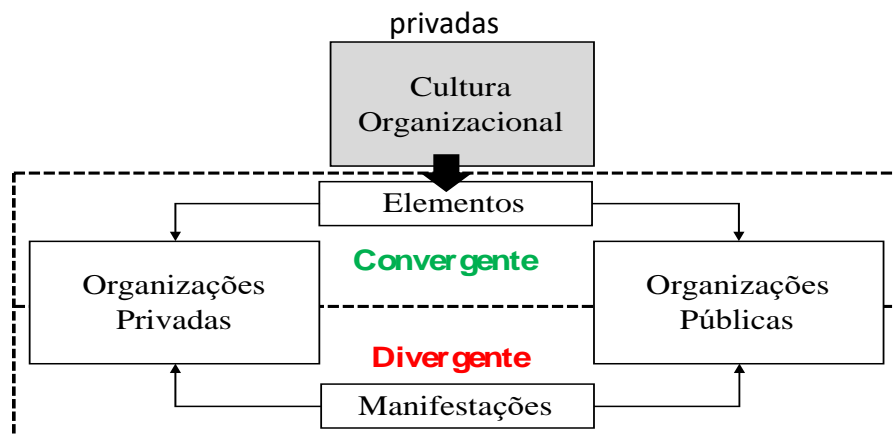 privadas
Cultura
Organizacional
Elementos
Convergente
Organizações
Privadas
Organizações
Públicas
Divergente
Manifestações